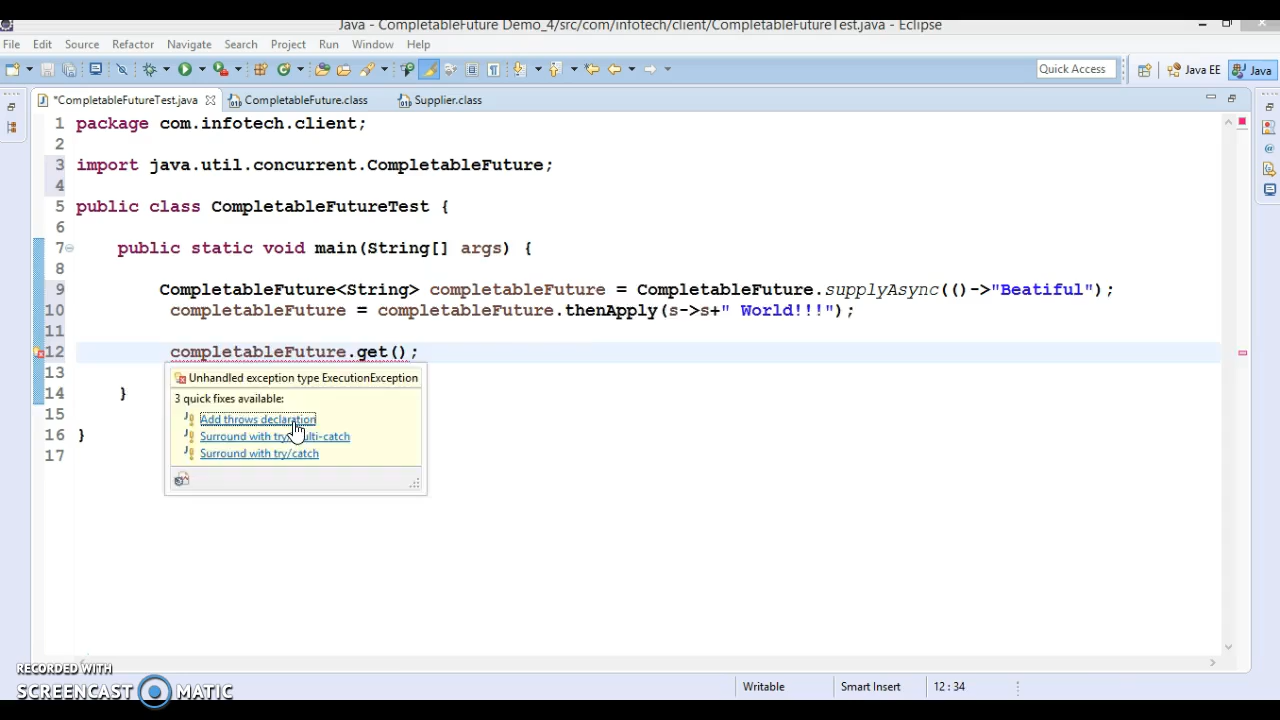 Java - CompletableFuture Demo_4/src/com/infotech/client/CompletableFutureTest.java - Eclipse
File Edit Source Refactor Navigate Search Project Run Window Help
Quick Access Java EE Java
*CompletableFutureTest.java CompletableFuture.class Supplier.class
1 package com.infotech.client;
2
3 import java.util.concurrent.CompletableFuture;
4
5 public class CompletableFutureTest {
6
7 public static void main(String[] args) {
8
9 CompletableFuture<String> completableFuture = CompletableFuture.supplyAsync(()->"Beatiful");
10 completableFuture = completableFuture.thenApply(s->s+" World!!!");
11
12 completableFuture.get();
13
Unhandled exception type ExecutionException
14 }
3 quick fixes available:
15
Add throws declaration
16 }
Surround with try/multi-catch
17
Surround with try/catch
RECORDED WITH
SCREENCAST MATIC
Writable Smart Insert 12 : 34